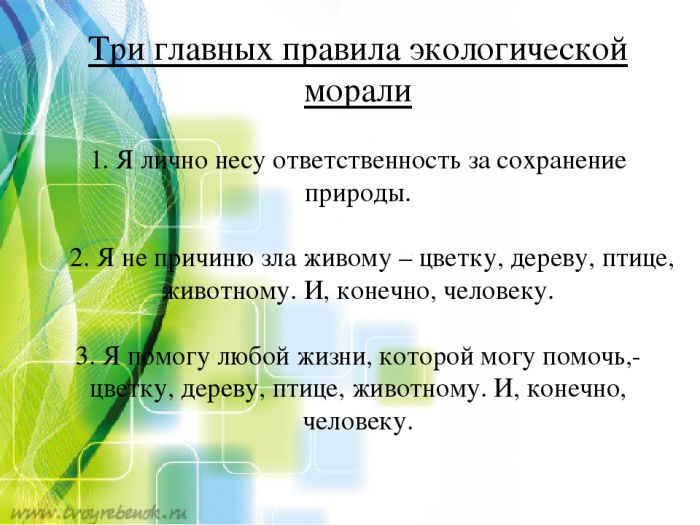 Три главных правила экологической
морали
1. Я лично несу ответственность за сохранение
природы.
2. Я не причиню зла живому – цветку, дереву, птице,
животному. И, конечно, человеку.
3. Я помогу любой жизни, которой могу помочь,-
цветку, дереву, птице, животному. И, конечно,
человеку.
www.tvoyrebenok.ru